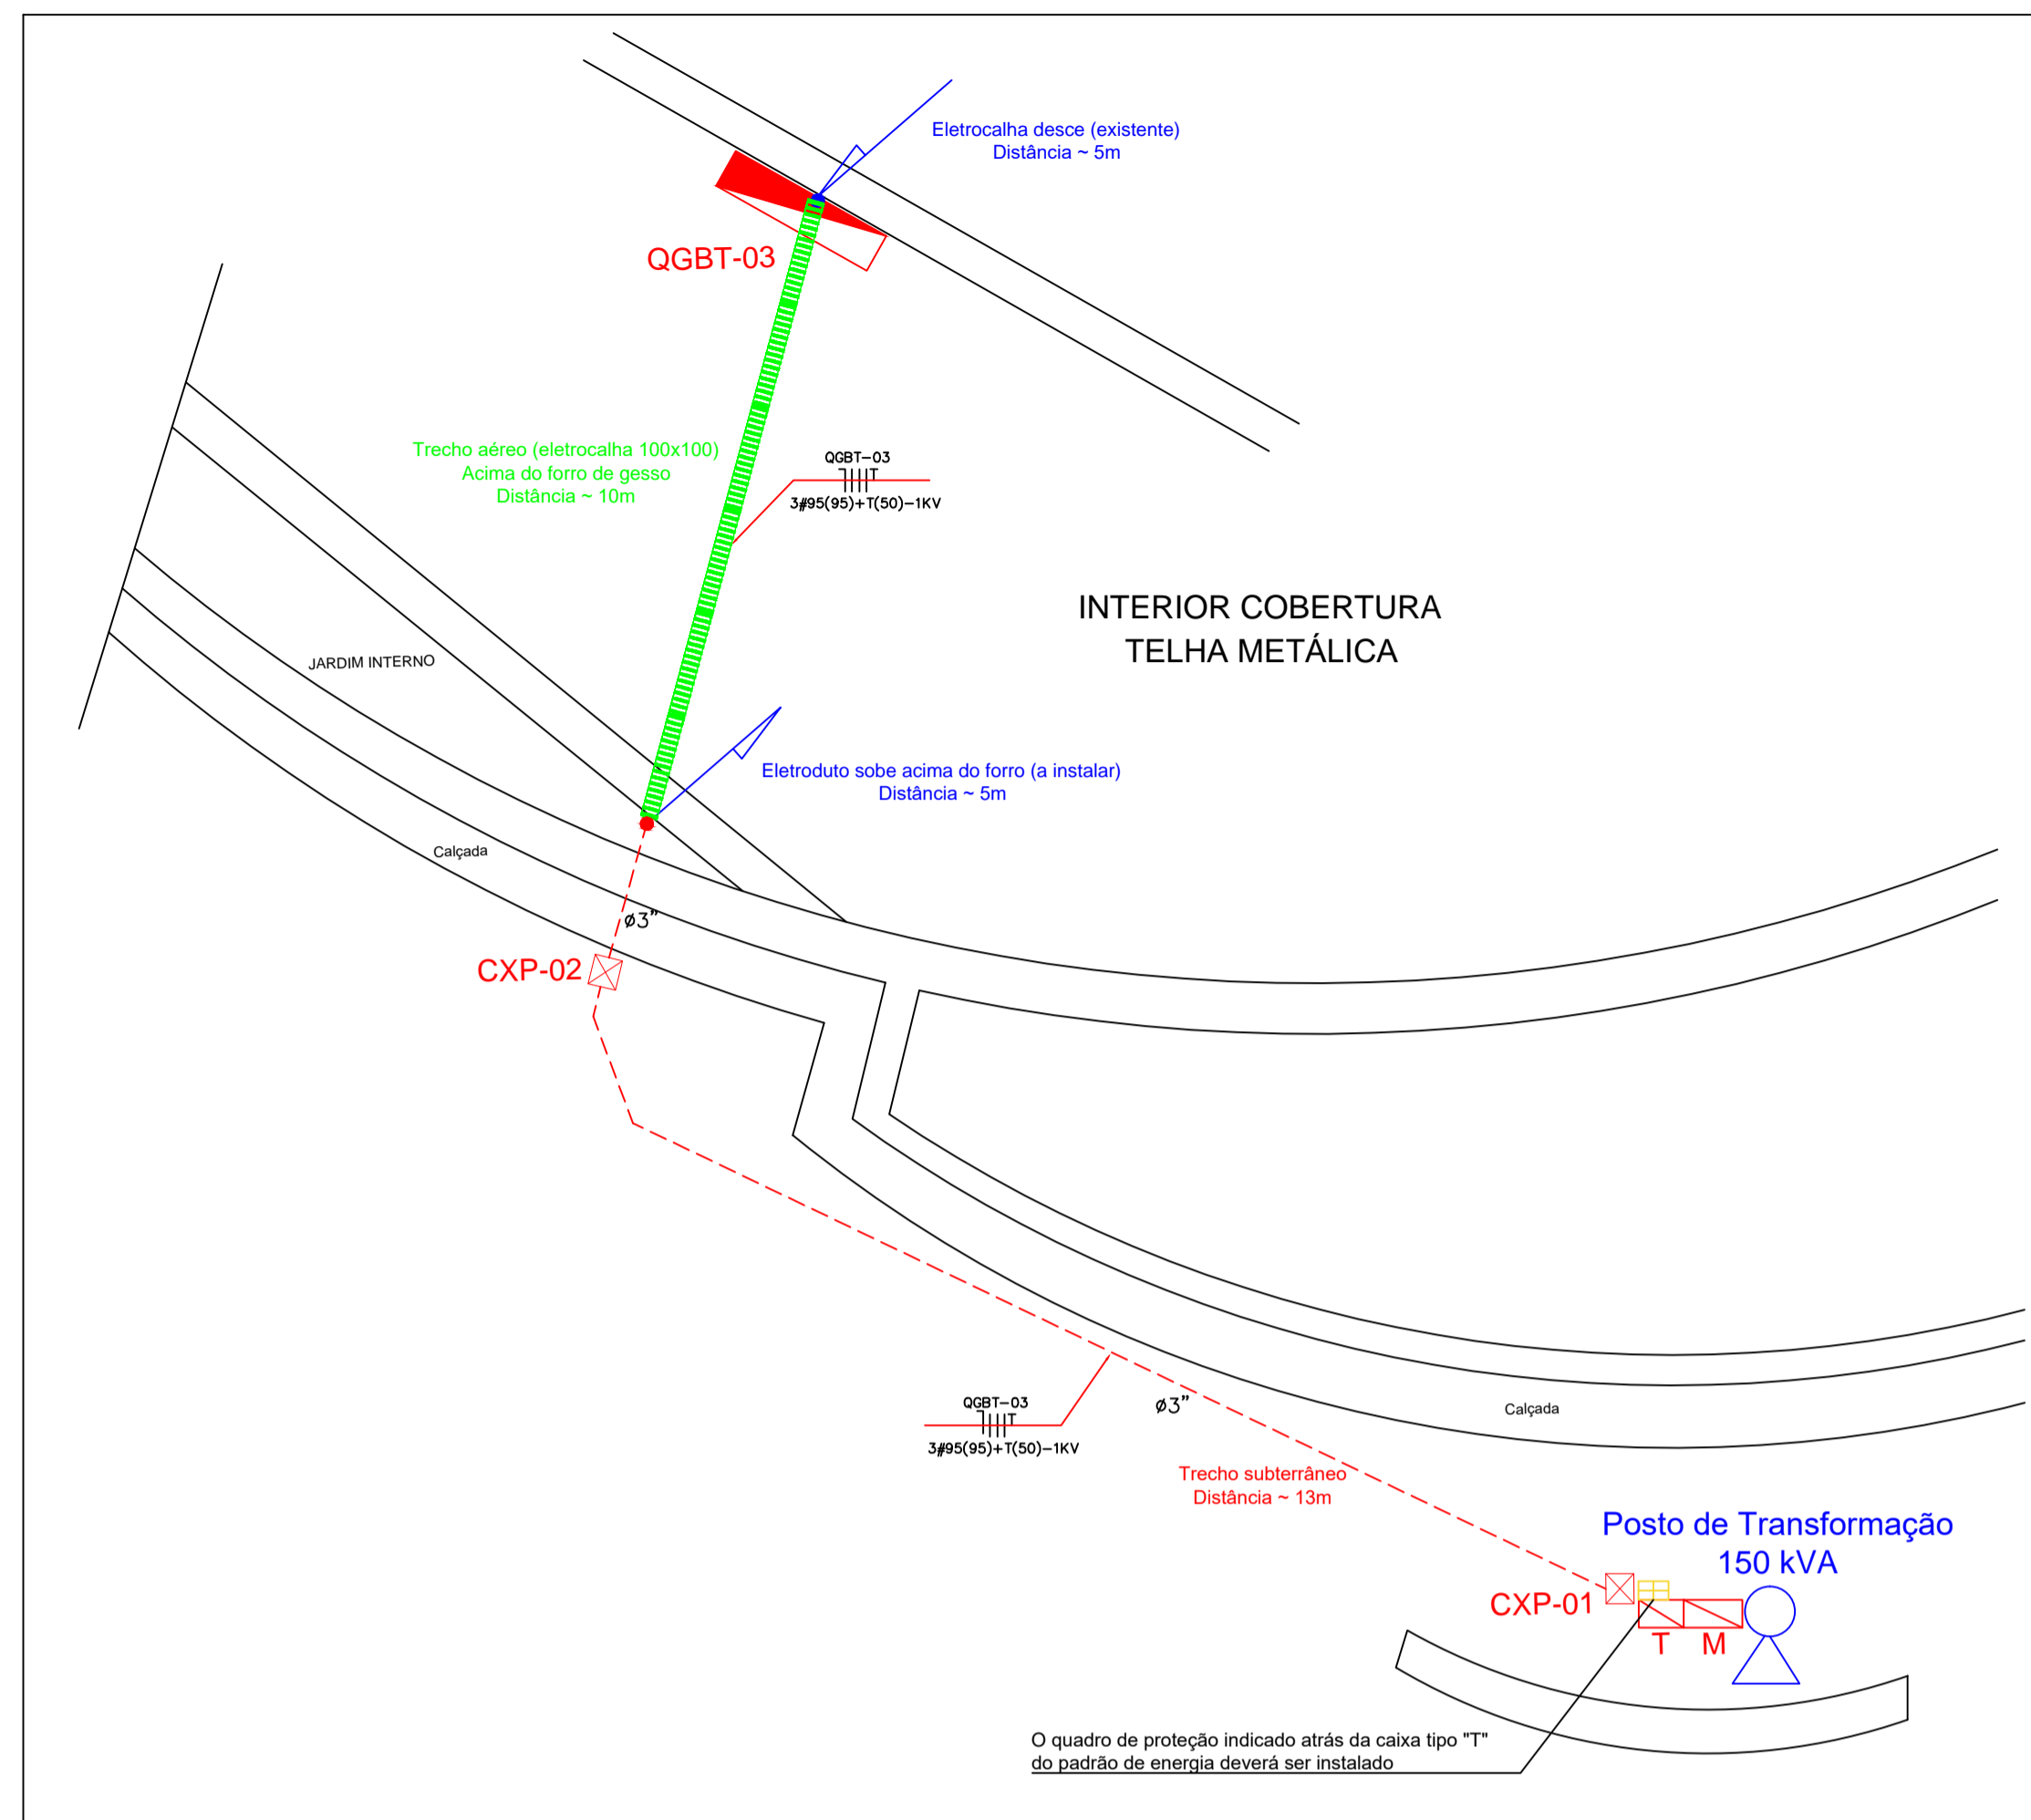 Eletrocalha desce (existente)
Distância ~ 5m
QGBT-03
Trecho aéreo (eletrocalha 100x100)
Acima do forro de gesso
Distância ~ 10m
QGBT-03
T
3#95(95)+T(50)-1KV
INTERIOR COBERTURA
TELHA METÁLICA
JARDIM INTERNO
Eletroduto sobe acima do forro (a instalar)
Distância ~ 5m
Calçada
ø3"
CXP-02
QGBT-03
T
3#95(95)+T(50)-1KV
ø3"
Calçada
Trecho subterrâneo
Distância ~ 13m
Posto de Transformação
150 kVA
CXP-01
T M
O quadro de proteção indicado atrás da caixa tipo "T"
do padrão de energia deverá ser instalado